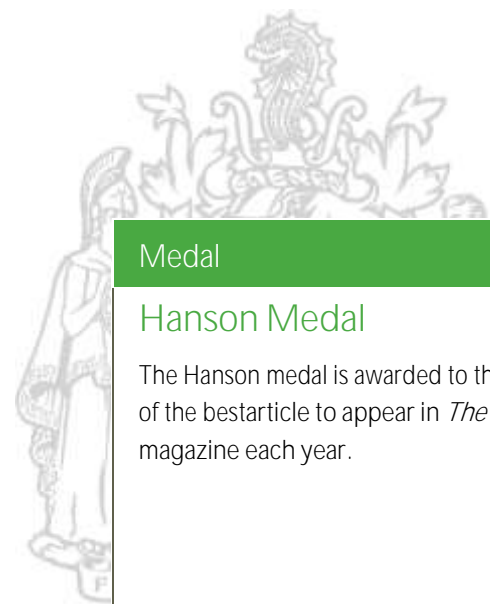 Medal
Hanson Medal
The Hanson medal is awarded to th
of the bestarticle to appear in The
magazine each year.
F